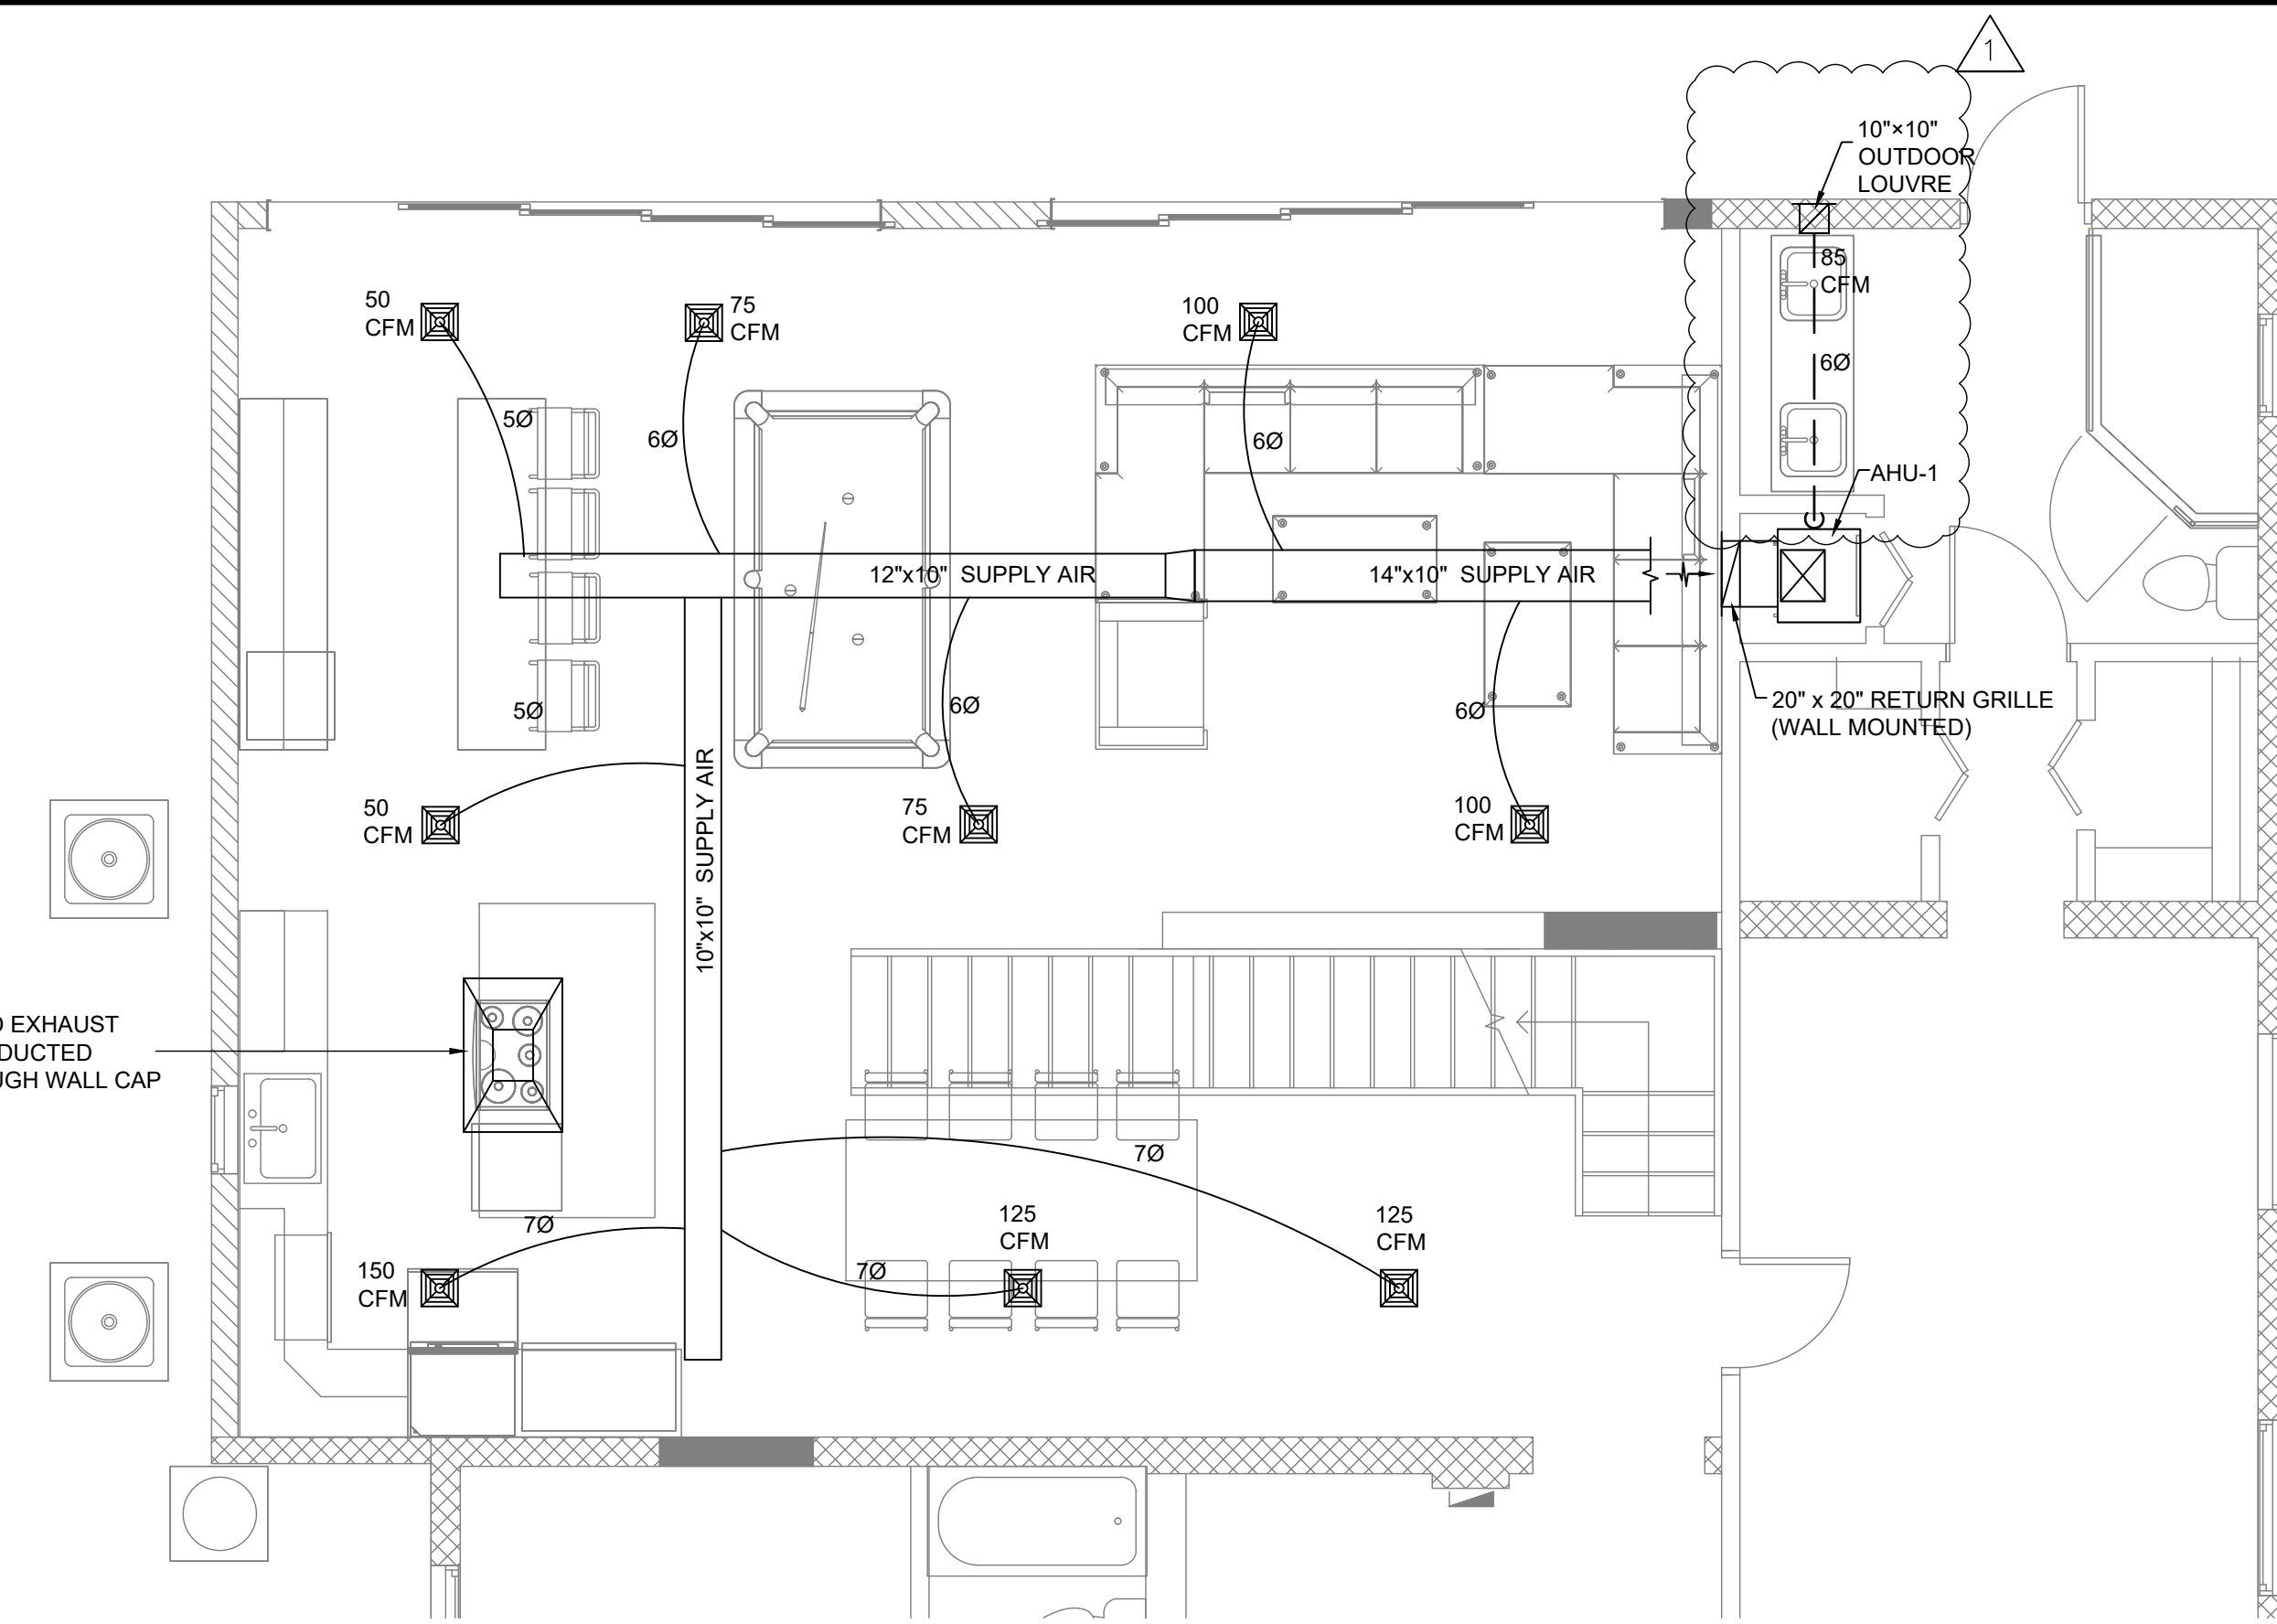 1
10"×10"
OUTDOOR
LOUVRE
85
CFM
6Ø
AHU-1
50
CFM
75
CFM
100
CFM
5Ø
6Ø
6Ø
12"x10" SUPPLY AIR
14"x10" SUPPLY AIR
20" x 20" RETURN GRILLE
(WALL MOUNTED)
5Ø
6Ø
6Ø
10"x10" SUPPLY AIR
50
CFM
75
CFM
100
CFM
EXHAUST
DUCTED
WALL CAP
7Ø
7Ø
7Ø
150
CFM
125
CFM
125
CFM